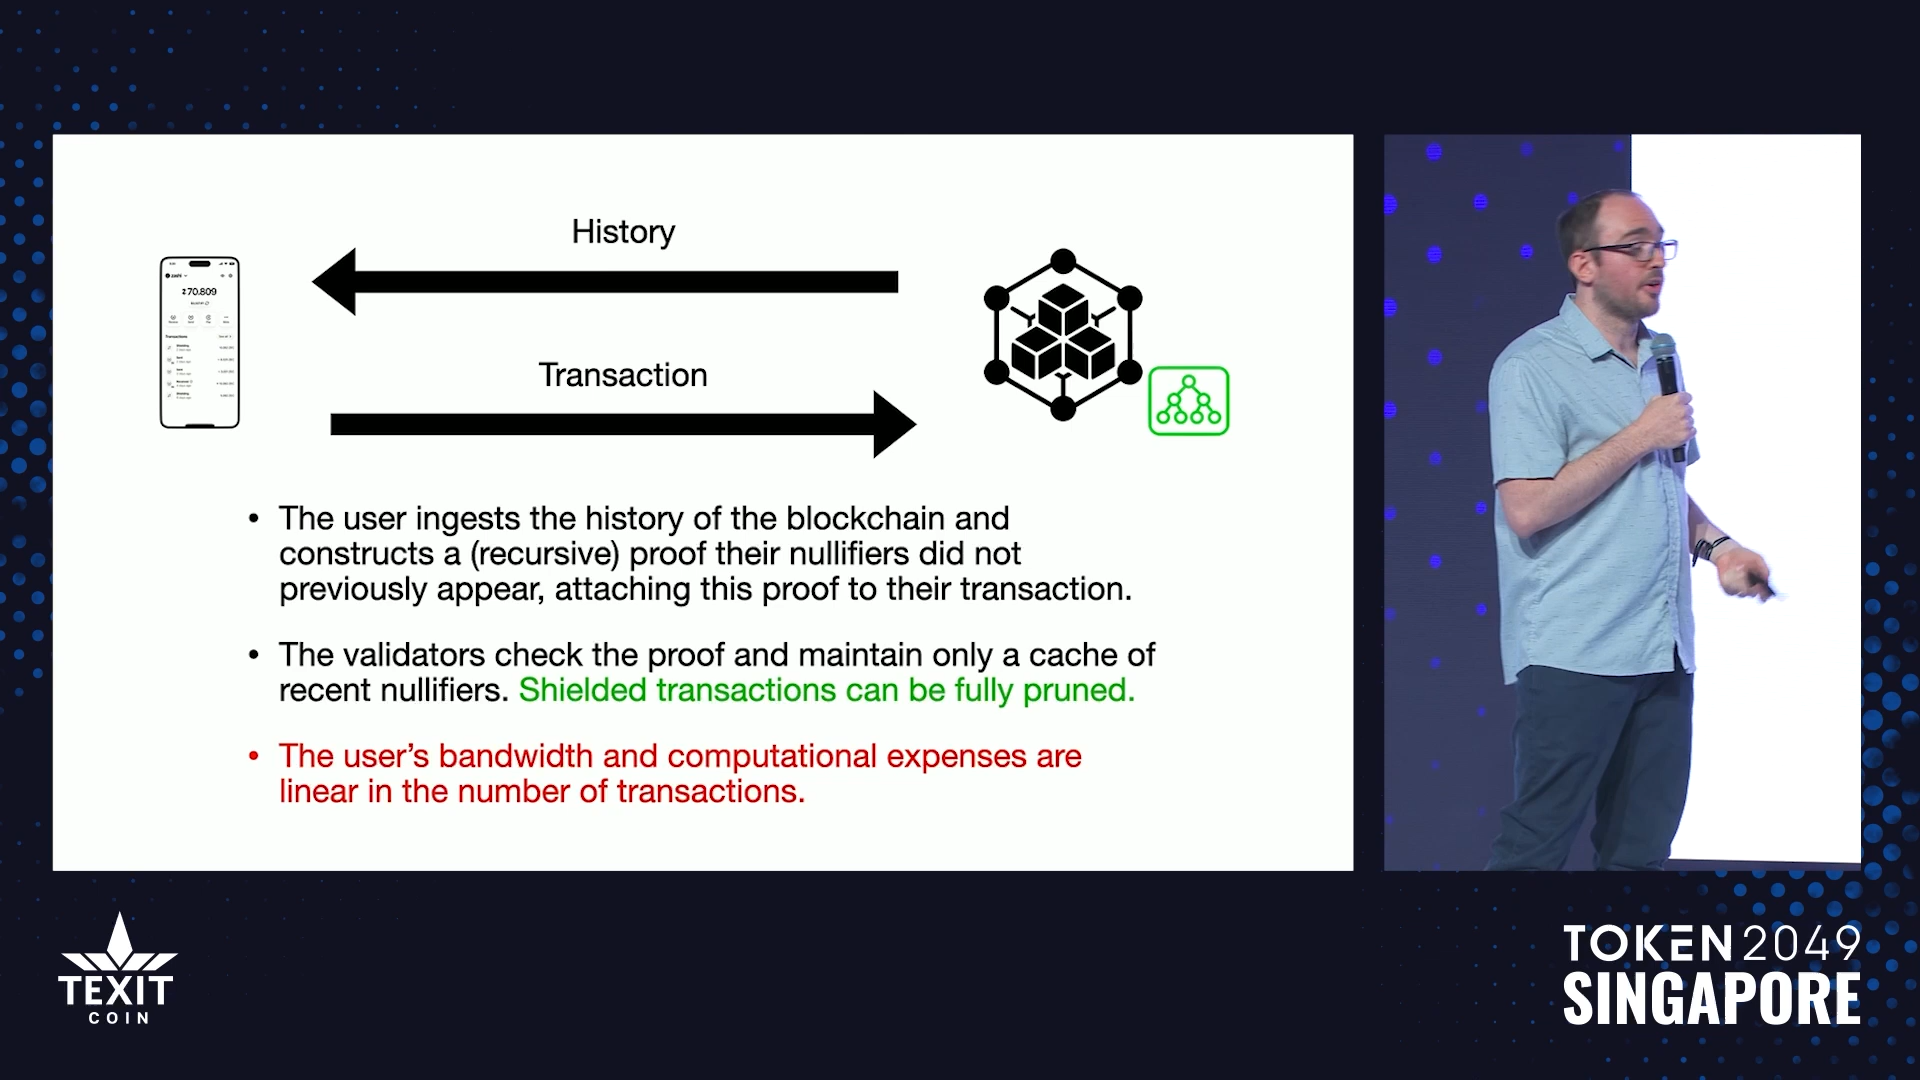 History
zashi
70.809
Transactions
Transaction
• The user ingests the history of the blockchain and
constructs a (recursive) proof their nullifiers did not
previously appear, attaching this proof to their transaction.
• The validators check the proof and maintain only a cache of
recent nullifiers. Shielded transactions can be fully pruned.
• The user’s bandwidth and computational expenses are
linear in the number of transactions.
TEXIT
COIN
TOKEN2049
SINGAPORE